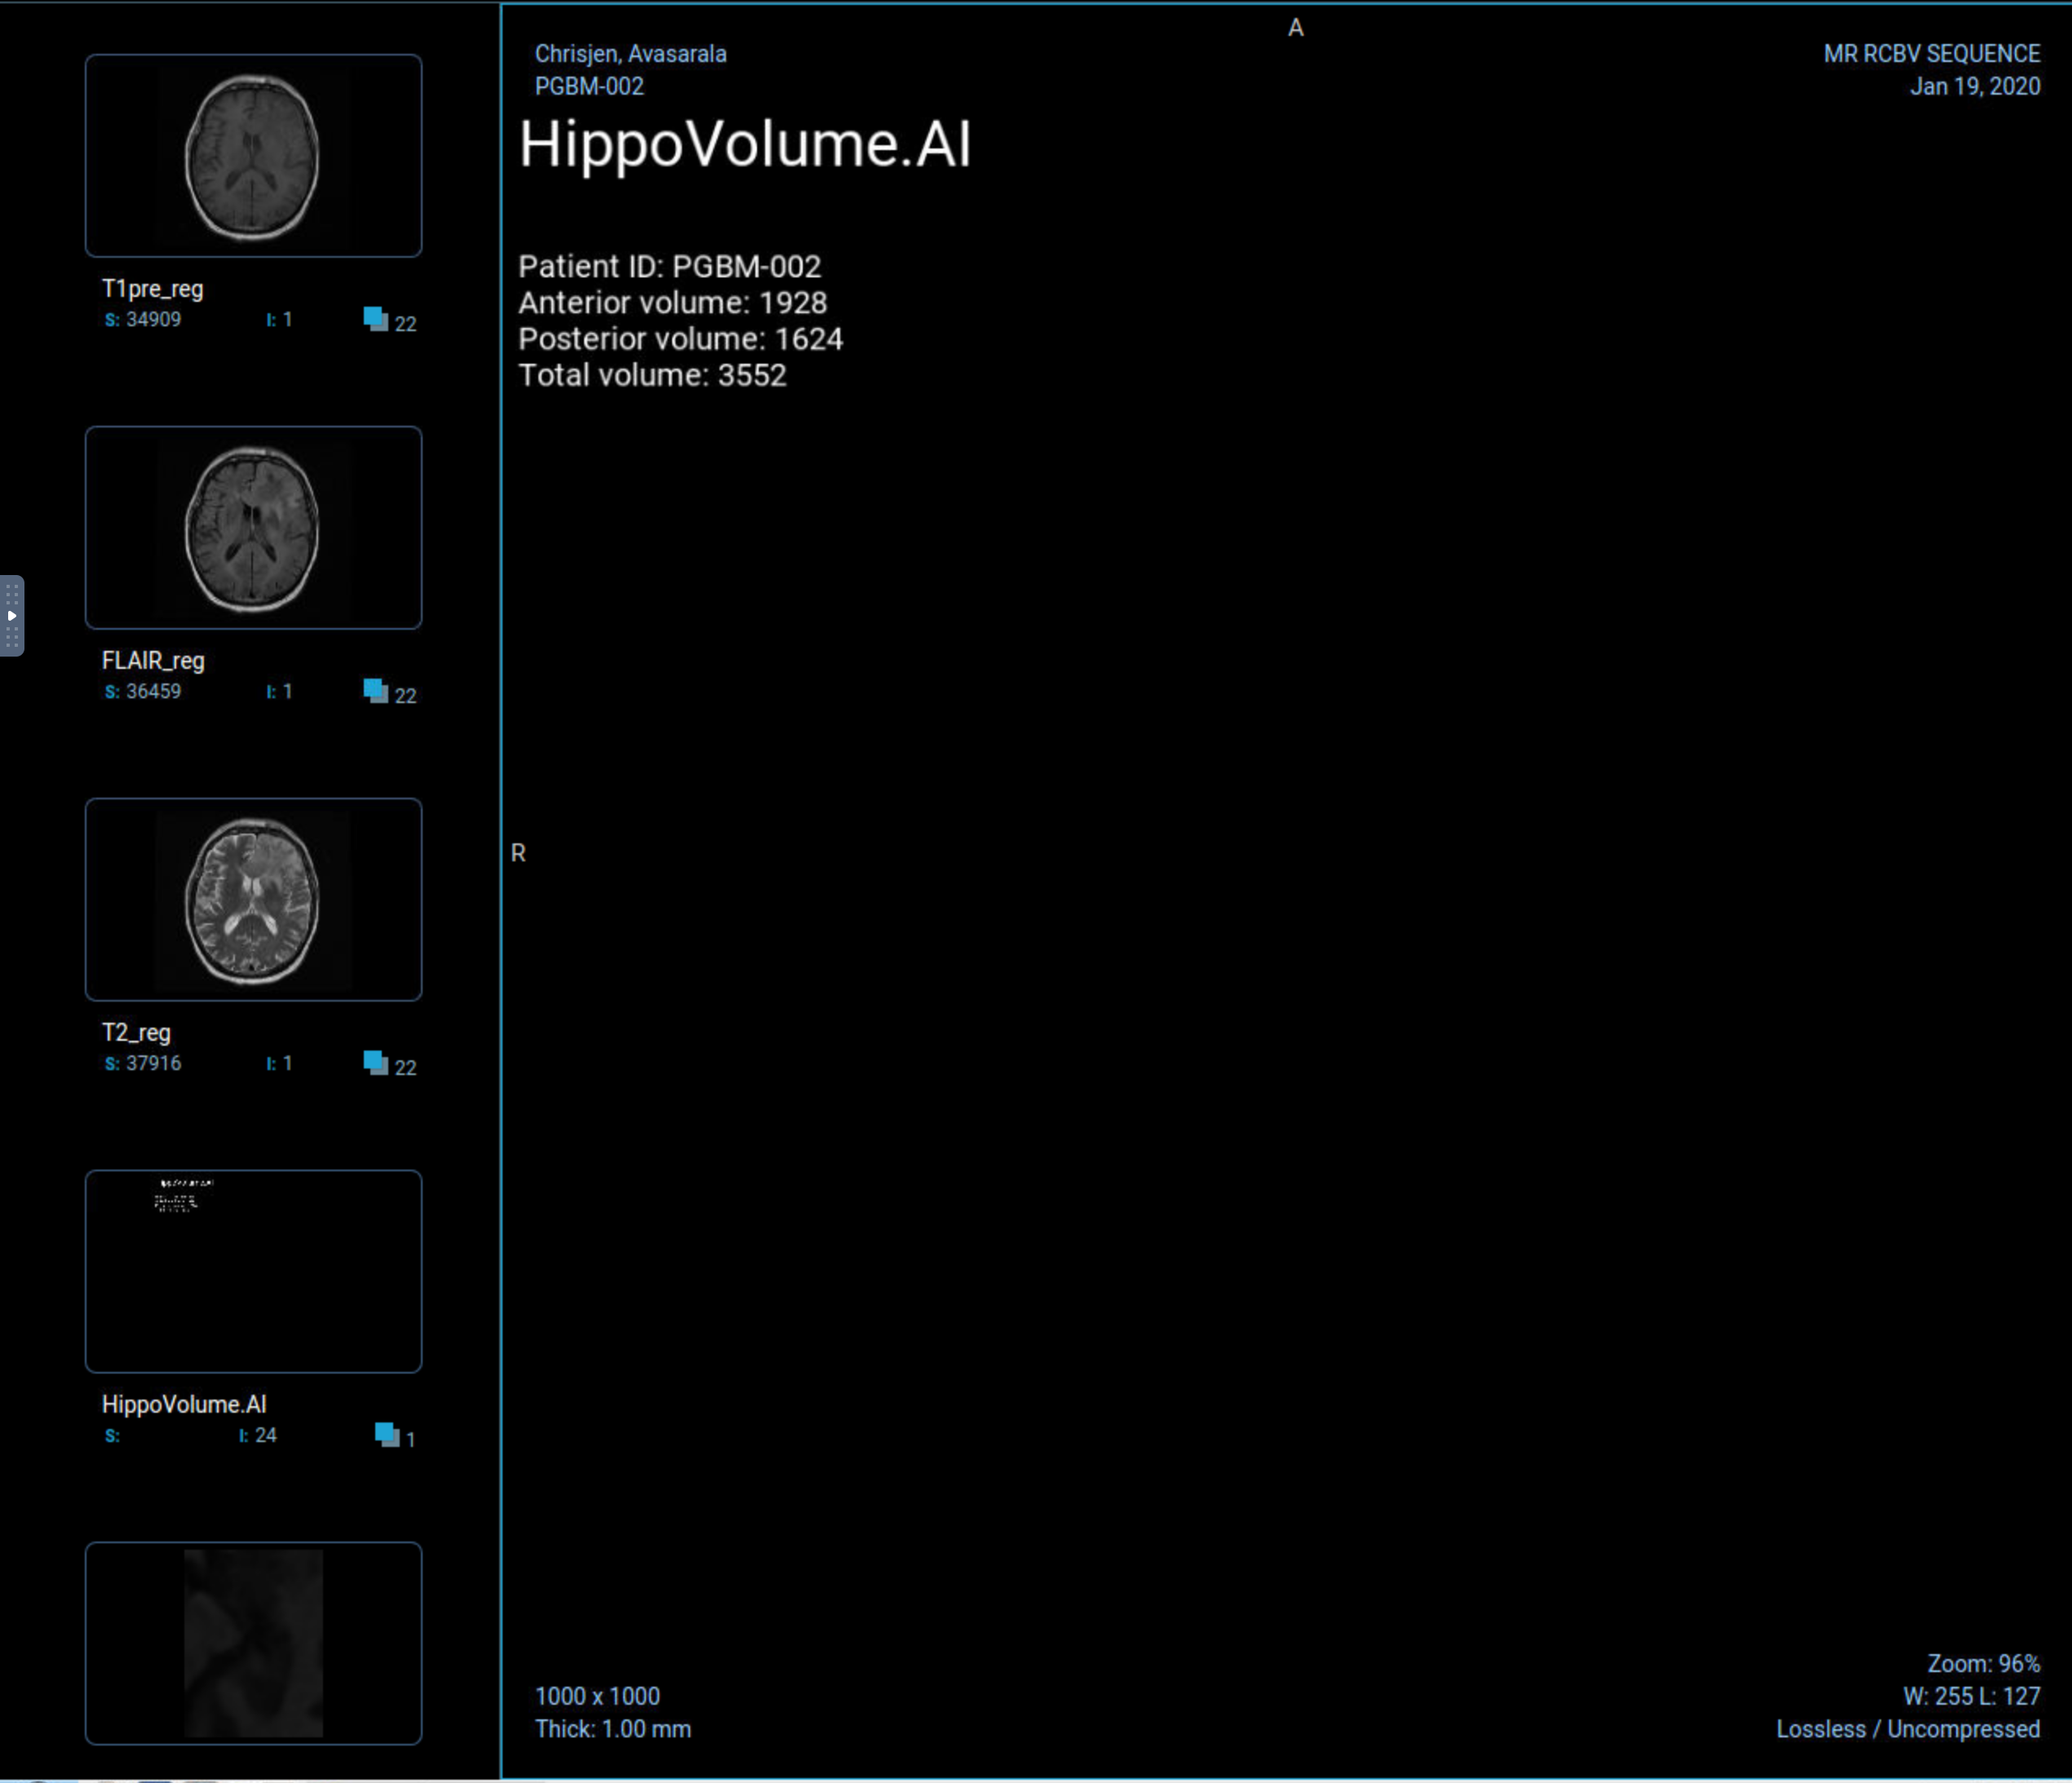 T1pre_reg
S: 34909 I: 1 22
FLAIR_reg
S: 36459 I: 1 22
T2_reg
S: 37916 I: 1 22
HippoVolume.AI
S: I: 24 1
A
Chrisjen, Avasarala
PGBM-002
MR RCBV SEQUENCE
Jan 19, 2020
HippoVolume.AI
Patient ID: PGBM-002
Anterior volume: 1928
Posterior volume: 1624
Total volume: 3552
R
1000 x 1000
Thick: 1.00 mm
Zoom: 96%
W: 255 L: 127
Lossless / Uncompressed